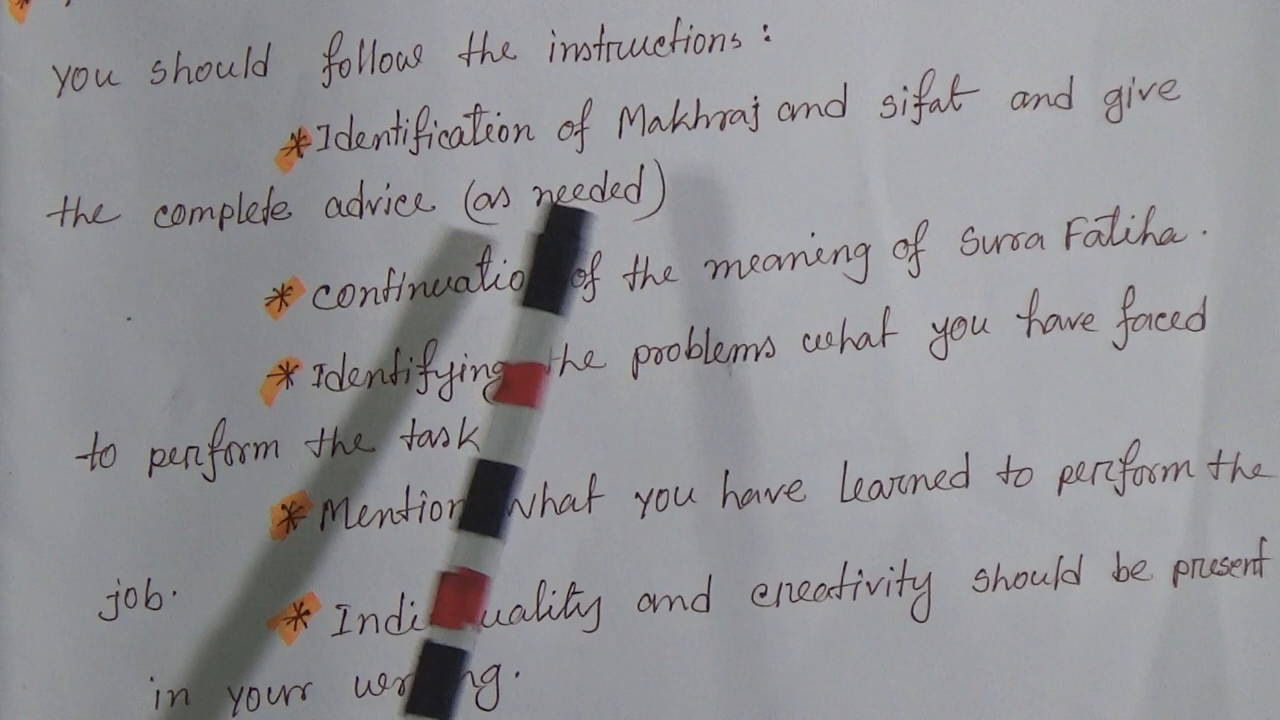 you should follow the instructions:
* Identification of Makhraj and sifat and give
the complete advice (as needed)
* continuatio of the meaning of Sura Fatiha.
* Identifying the problems what you have faced
to perform the task
* Mention what you have learned to perform the
job.
* and creativity should be present
in your